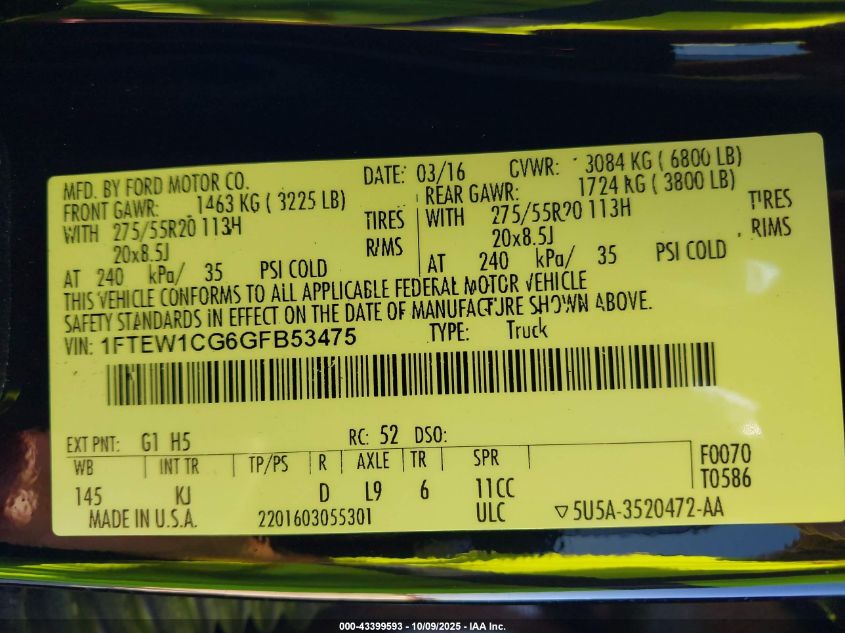 MFD. BY FORD MOTOR CO. DATE: 03/16 GVWR: 3084 KG ( 6800 LB)
FRONT GAWR: 1463 KG ( 3225 LB) REAR GAWR: 1724 KG ( 3800 LB)
WITH 275/55R20 113H TIRES WITH 275/55R20 113H TIRES
20x8.5J RIMS 20x8.5J RIMS
AT 240 kPa/ 35 PSI COLD AT 240 kPa/ 35 PSI COLD
THIS VEHICLE CONFORMS TO ALL APPLICABLE FEDERAL MOTOR VEHICLE
SAFETY STANDARDS IN EFFECT ON THE DATE OF MANUFACTURE SHOWN ABOVE.
VIN: 1FTEW1CG6GFB53475 TYPE: Truck
EXT PNT: G1 H5 RC: 52 DSO:
WB INT TR TP/PS R AXLE TR SPR F0070
145 KJ D L9 6 11CC T0586
MADE IN U.S.A. 2201603055301 ULC ▽5U5A-3520472-AA
000-43399593 - 10/09/2025 - IAA Inc.